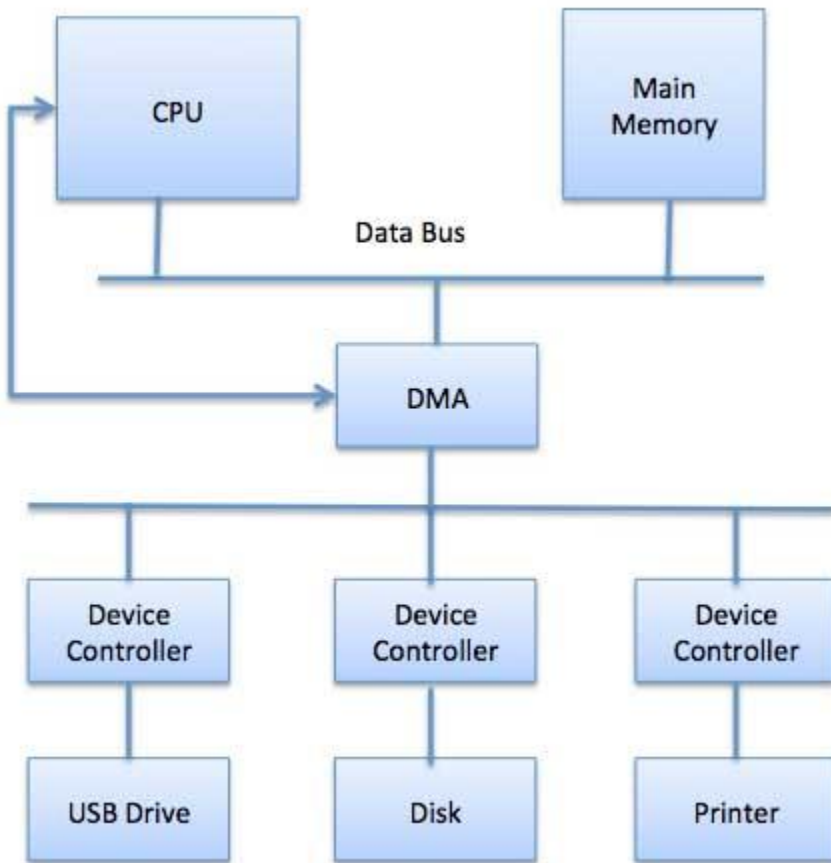 CPU
Main
Memory
Data Bus
DMA
Device
Controller
Device
Controller
Device
Controller
USB Drive
Disk
Printer